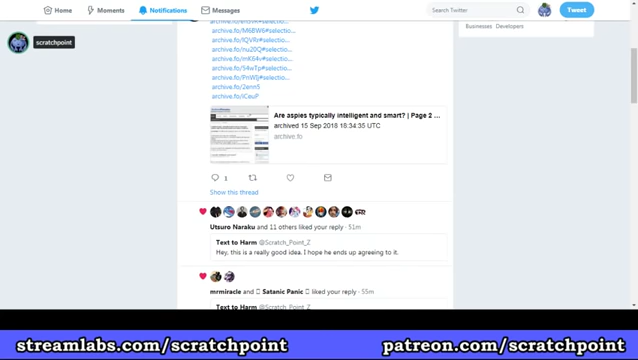 Home Moments Notifications Messages Search Twitter Tweet
scratchpoint
Businesses Developers
archive.fo/M6BW6#selectio...
archive.fo/IQVRr#selectio...
archive.fo/nu20Q#selectio...
archive.fo/mK64v#selectio...
archive.fo/54wTp#selectio...
archive.fo/PnWIj#selectio...
archive.fo/2erm5
archive.fo/iCeuP
Are aspies typically intelligent and smart? | Page 2 ...
archived 15 Sep 2018 18:34:35 UTC
archive.fo
1
Show this thread
Utsuro Naraku and 11 others liked your reply · 51m
Text to Harm @Scratch_Point_Z
Hey, this is a really good idea. I hope he ends up agreeing to it.
mrmiracle and Satanic Panic liked your reply · 55m
Text to Harm @Scratch_Point_Z
streamlabs.com/scratchpoint patreon.com/scratchpoint